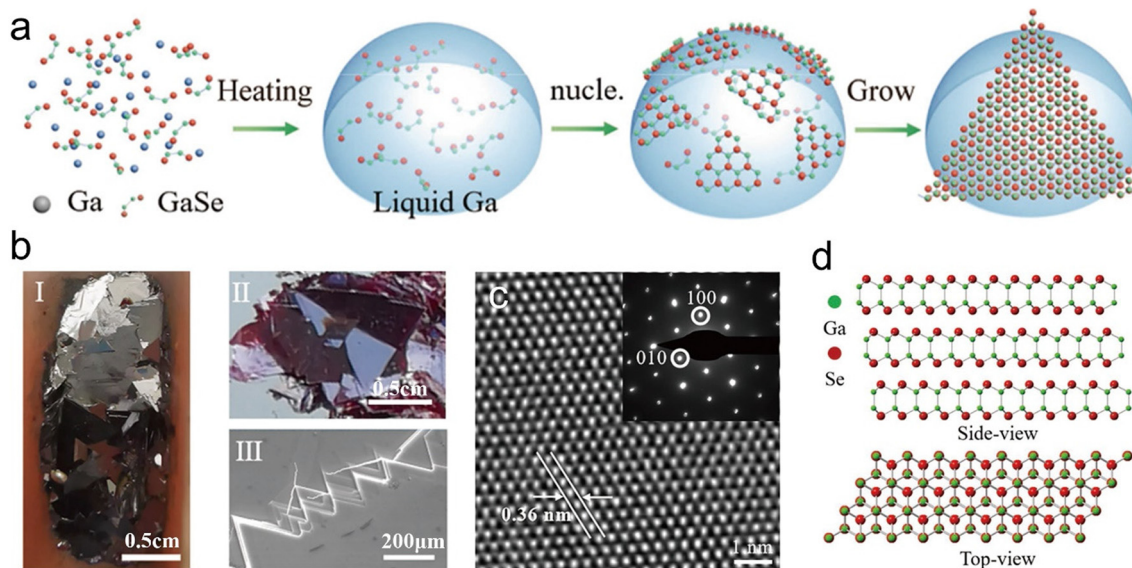 a
Heating
nucle.
Grow
Ga
GaSe
Liquid Ga
b
I
0.5cm
II
0.5cm
III
200μm
c
100
010
0.36 nm
1 nm
d
Ga
Se
Side-view
Top-view